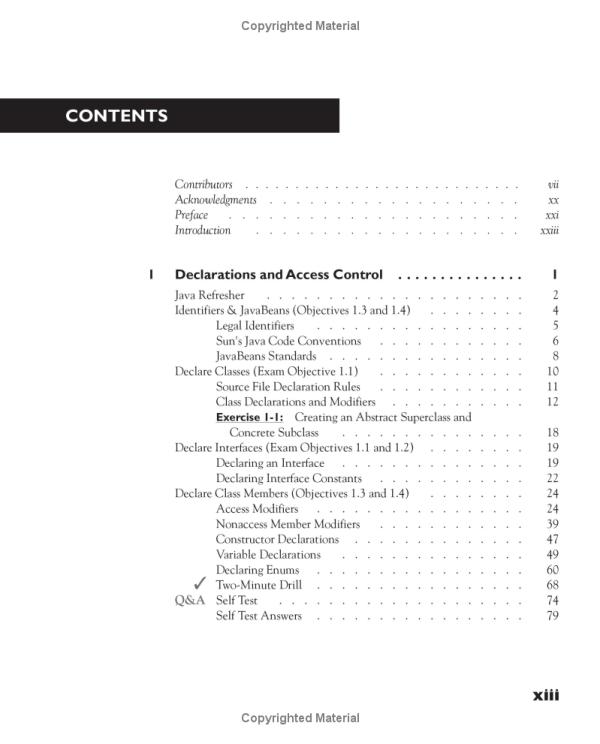 Copyrighted Material
CONTENTS
Contributors . . . . . . . . . . . . . . . . . . . . . . . . . . . vii
Acknowledgments . . . . . . . . . . . . . . . . . . . . xx
Preface . . . . . . . . . . . . . . . . . . . . . . . . xxi
Introduction . . . . . . . . . . . . . . . . . . . . . xxiii
1 Declarations and Access Control . . . . . . . . . . . . . . . 1
Java Refresher . . . . . . . . . . . . . . . . . . . . . 2
Identifiers & JavaBeans (Objectives 1.3 and 1.4) . . . . . . . . 4
Legal Identifiers . . . . . . . . . . . . . . . . . 5
Sun's Java Code Conventions . . . . . . . . . . . . 6
JavaBeans Standards . . . . . . . . . . . . . . . . 8
Declare Classes (Exam Objective 1.1) . . . . . . . . . . . . 10
Source File Declaration Rules . . . . . . . . . . . . 11
Class Declarations and Modifiers . . . . . . . . . . . 12
Exercise 1-1: Creating an Abstract Superclass and
Concrete Subclass . . . . . . . . . . . . . . . 18
Declare Interfaces (Exam Objectives 1.1 and 1.2) . . . . . . . . 19
Declaring an Interface . . . . . . . . . . . . . . . 19
Declaring Interface Constants . . . . . . . . . . . . 22
Declare Class Members (Objectives 1.3 and 1.4) . . . . . . . . 24
Access Modifiers . . . . . . . . . . . . . . . . . 24
Nonaccess Member Modifiers . . . . . . . . . . . . 39
Constructor Declarations . . . . . . . . . . . . . . 47
Variable Declarations . . . . . . . . . . . . . . . 49
Declaring Enums . . . . . . . . . . . . . . . . . 60
✓ Two-Minute Drill . . . . . . . . . . . . . . . . . 68
Q&A Self Test . . . . . . . . . . . . . . . . . . . . 74
Self Test Answers . . . . . . . . . . . . . . . . . 79
xiii
Copyrighted Material